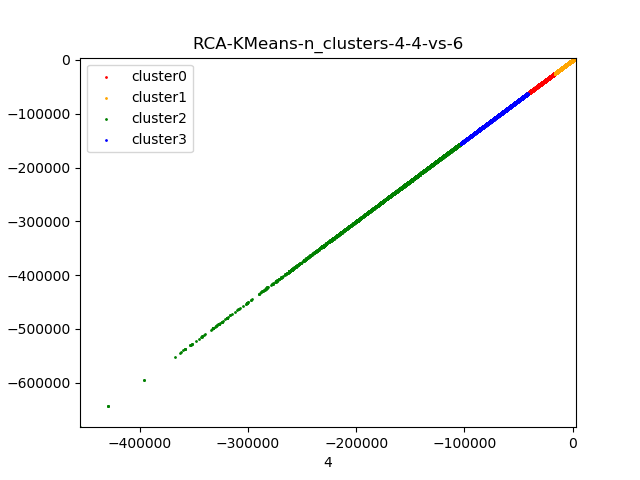 RCA-KMeans-n_clusters-4-4-vs-6
cluster0
cluster1
cluster2
cluster3
0
−100000
−200000
−300000
−400000
−500000
−600000
−400000 −300000 −200000 −100000 0
4